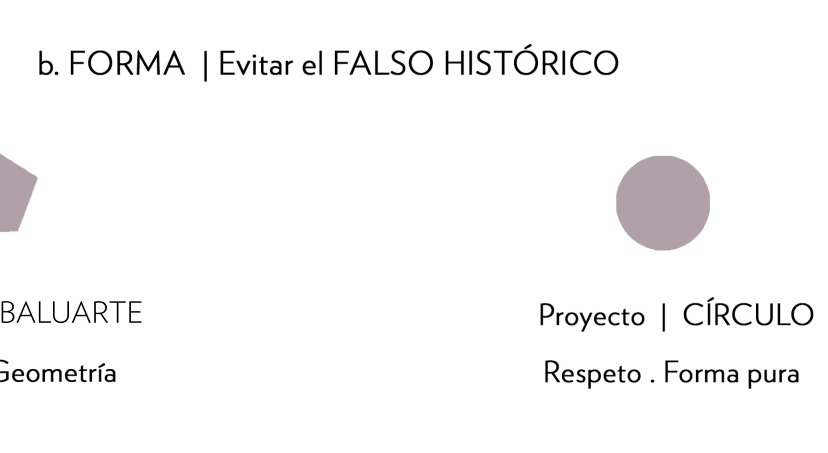 b. FORMA | Evitar el FALSO HISTÓRICO
BALUARTE
Proyecto | CÍRCULO
Geometría
Respeto . Forma pura